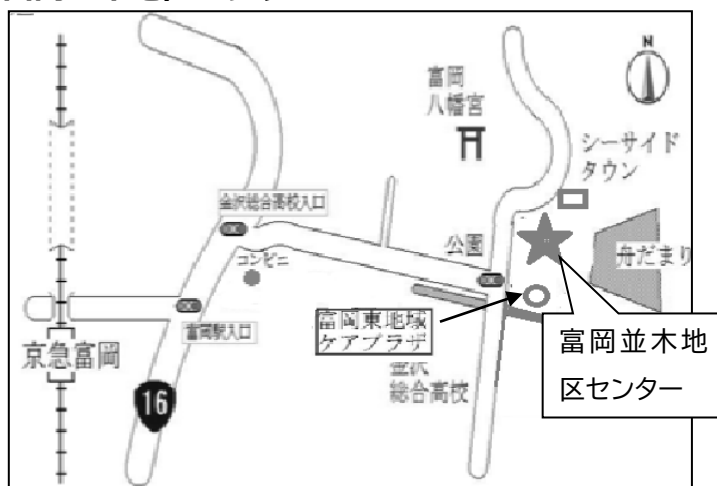 N
富岡
八幡宮
シーサイド
タウン
金沢総合高校入口
公園
舟だまり
コンビニ
富岡駅入口
富岡東地域
ケアプラザ
京急富岡
金沢
総合高校
16
富岡並木地
区センター